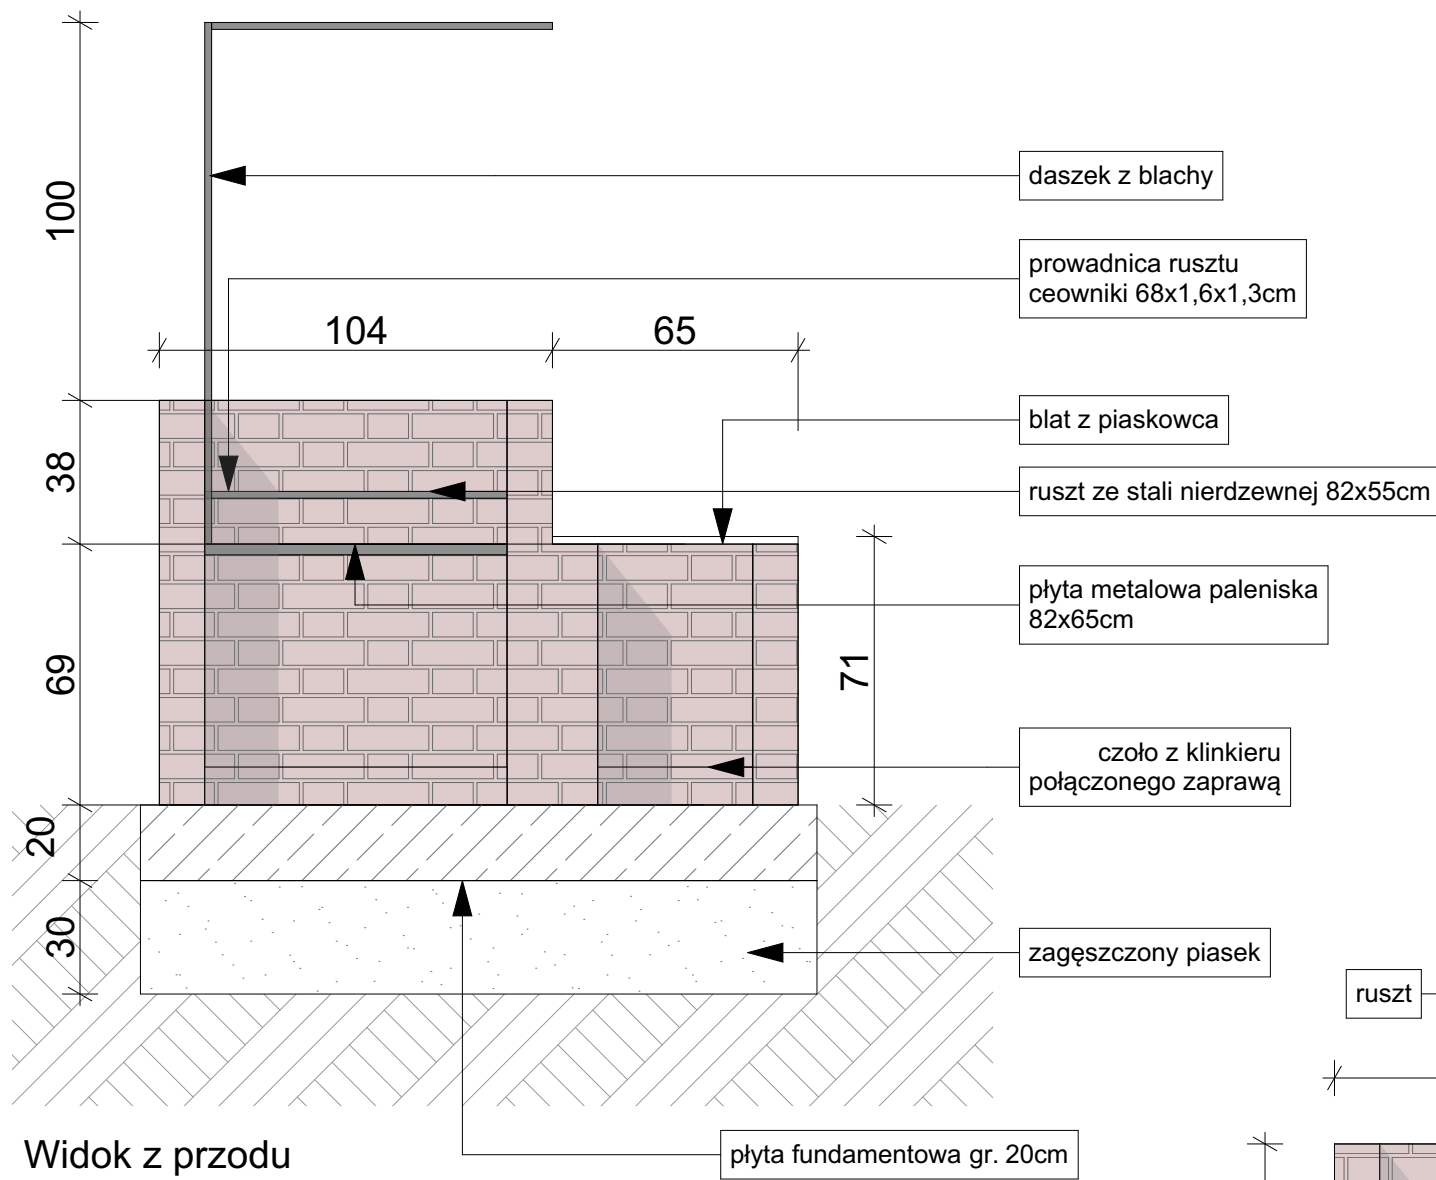 100
daszek z blachy
prowadnica rusztu
ceowniki 68x1,6x1,3cm
104
65
blat z piaskowca
38
ruszt ze stali nierdzewnej 82x55cm
płyta metalowa paleniska
82x65cm
69
71
czoło z klinkieru
połączonego zaprawą
20
30
zagęszczony piasek
ruszt
Widok z przodu
płyta fundamentowa gr. 20cm